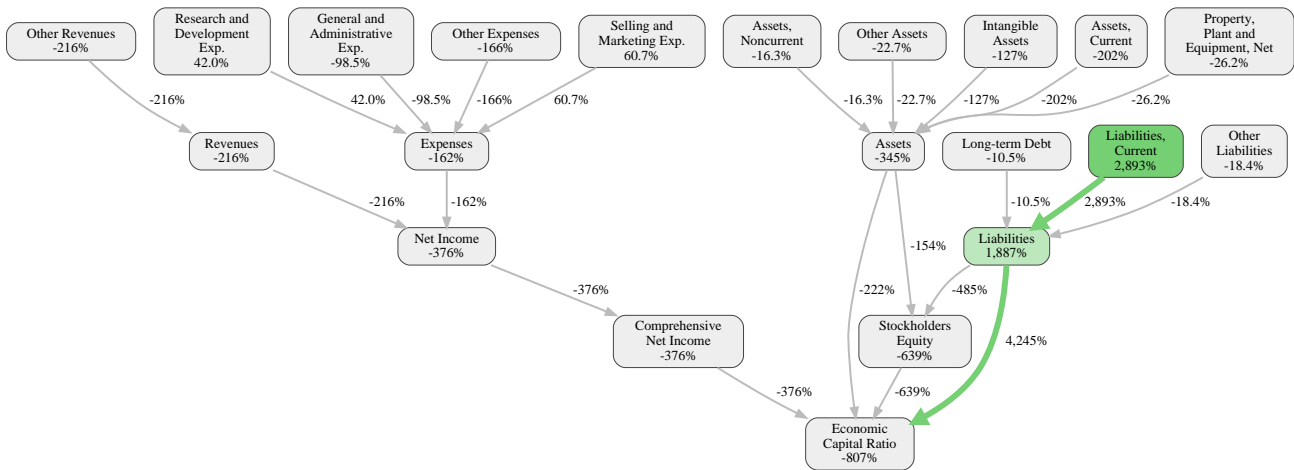 Other Revenues
-216%
Research and
Development
Exp.
42.0%
General and
Administrative
Exp.
-98.5%
Other Expenses
-166%
Selling and
Marketing Exp.
60.7%
Assets,
Noncurrent
-16.3%
Other Assets
-22.7%
Intangible
Assets
-127%
Assets,
Current
-202%
Property,
Plant and
Equipment, Net
-26.2%
-216%
42.0%
-98.5%
-166%
60.7%
-16.3%
-22.7%
-127%
-202%
-26.2%
Revenues
-216%
Expenses
-162%
Assets
-345%
Long-term Debt
-10.5%
Liabilities,
Current
2,893%
Other
Liabilities
-18.4%
-216%
-162%
-10.5%
2,893%
-18.4%
Net Income
-376%
-154%
Liabilities
1,887%
-376%
-222%
-485%
Comprehensive
Net Income
-376%
Stockholders
Equity
-639%
4,245%
-376%
-639%
Economic
Capital Ratio
-807%